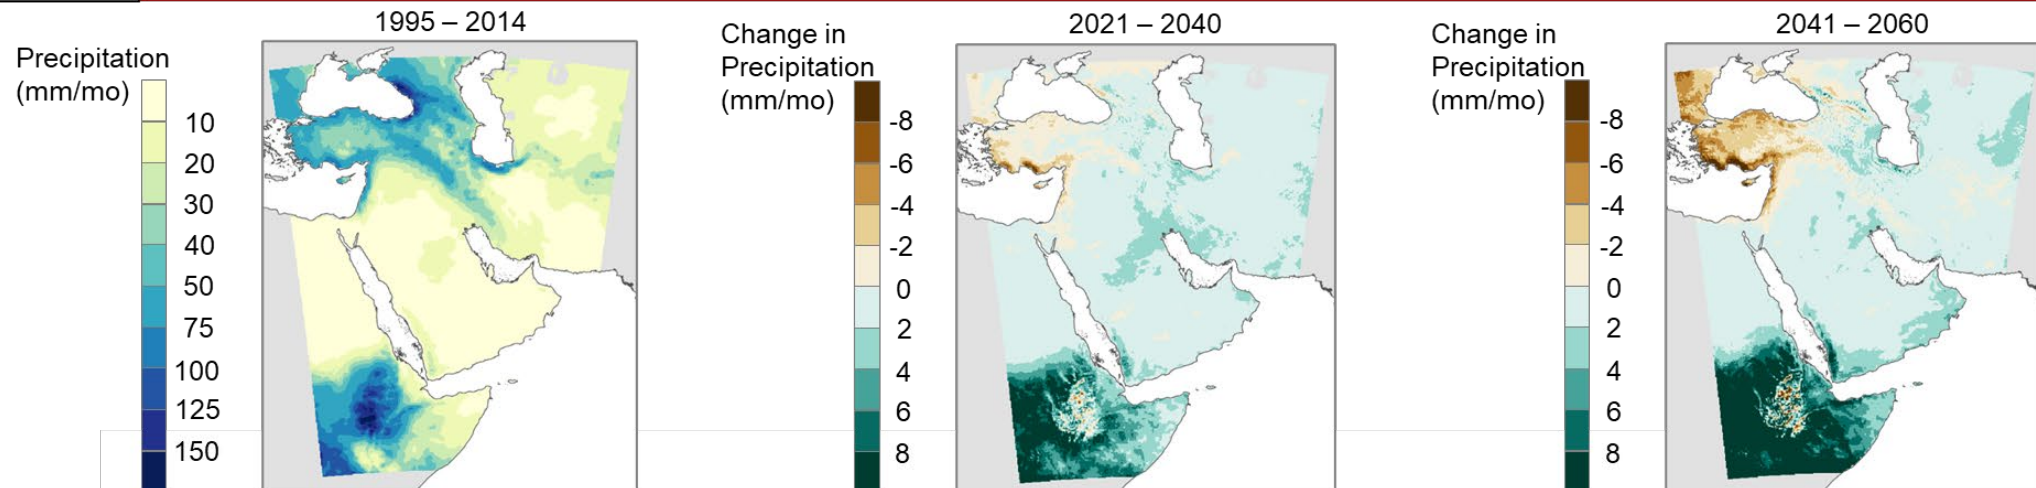 1995 – 2014
Precipitation
(mm/mo)
10
20
30
40
50
75
100
125
150
2021 – 2040
Change in
Precipitation
(mm/mo)
-8
-6
-4
-2
0
2
4
6
8
2041 – 2060
Change in
Precipitation
(mm/mo)
-8
-6
-4
-2
0
2
4
6
8